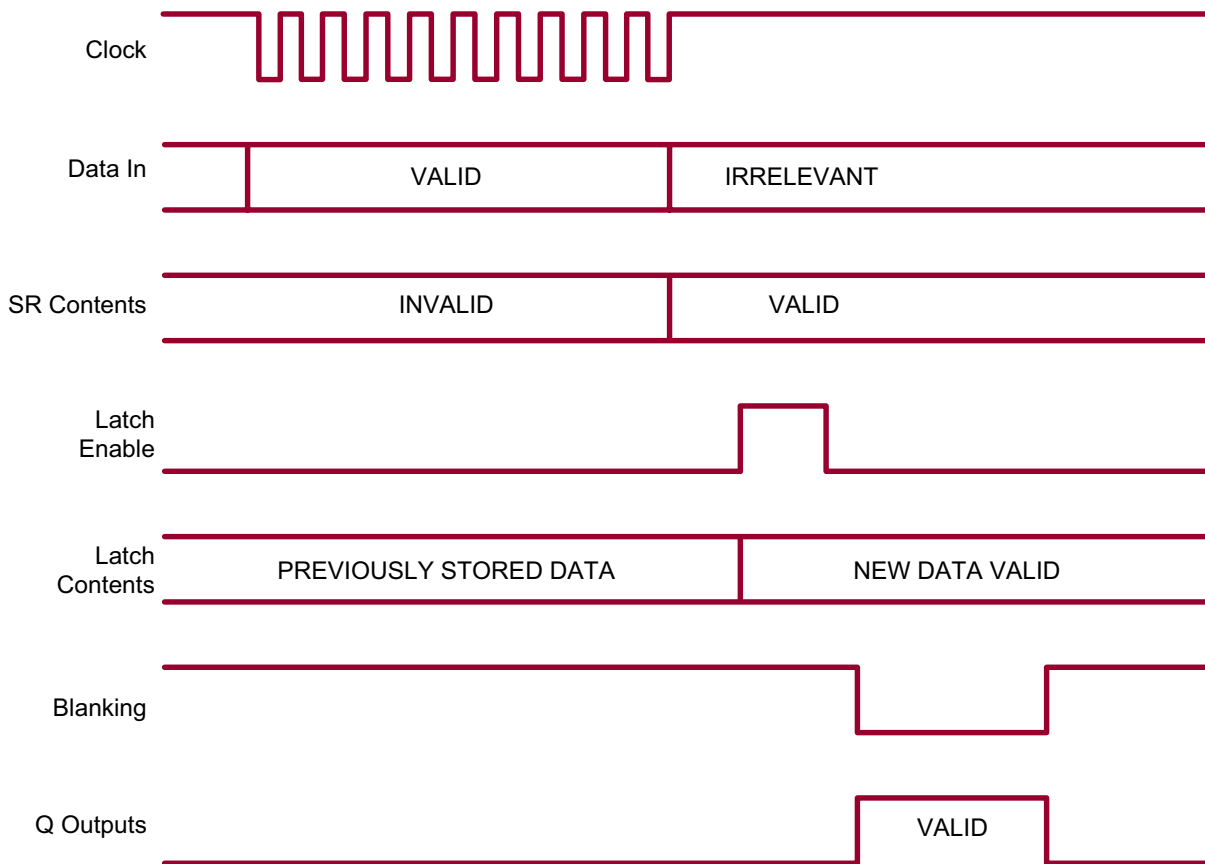 Clock
Data In
VALID
IRRELEVANT
SR Contents
INVALID
VALID
Latch
Enable
Latch
Contents
PREVIOUSLY STORED DATA
NEW DATA VALID
Blanking
Q Outputs
VALID